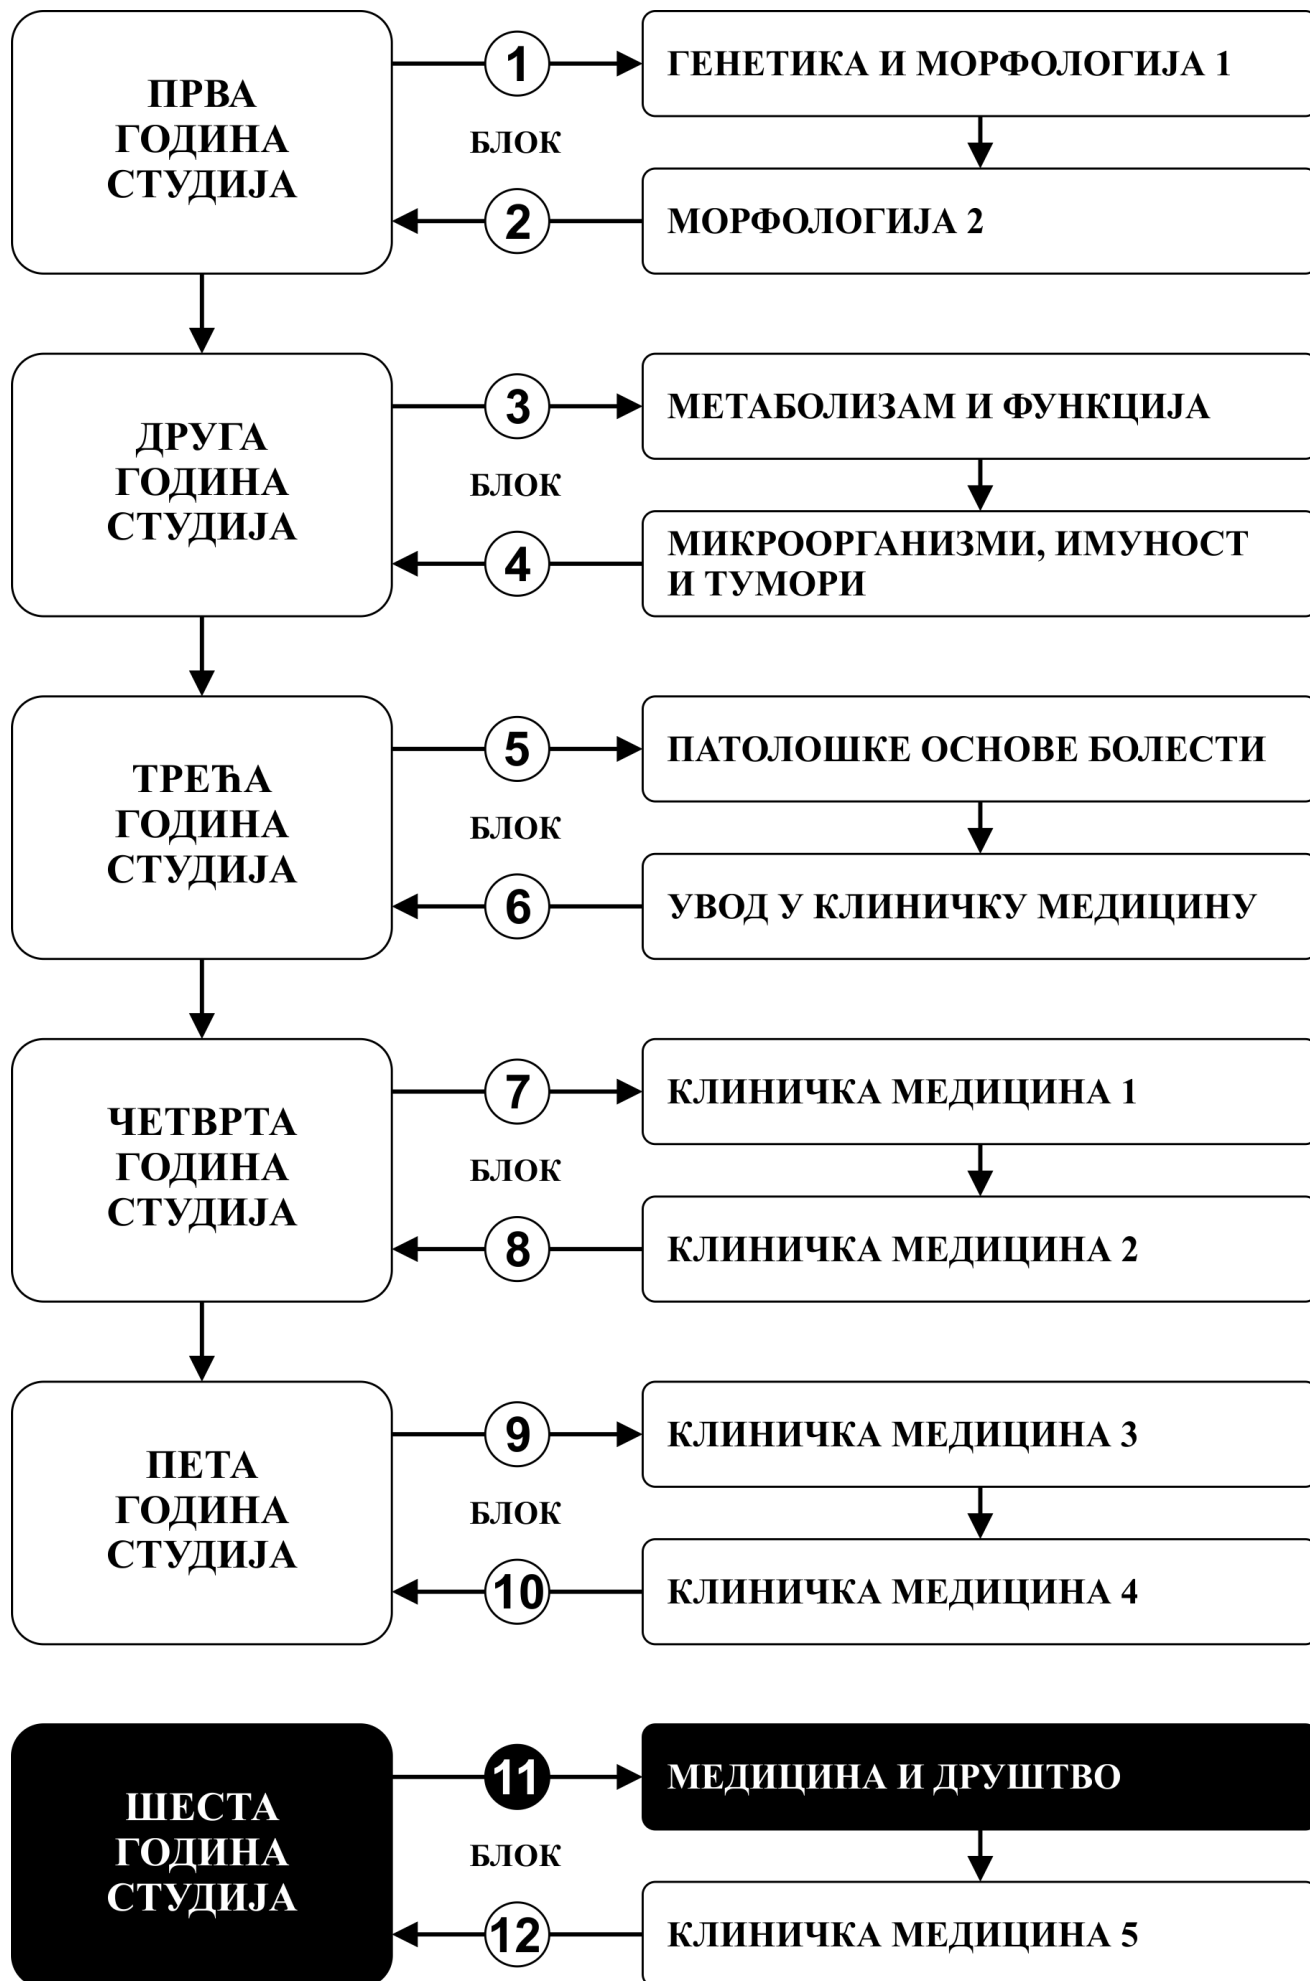 ПРВА
ГОДИНА
СТУДИЈА
1
БЛОК
2
ГЕНЕТИКА И МОРФОЛОГИЈА 1
МОРФОЛОГИЈА 2
ДРУГА
ГОДИНА
СТУДИЈА
3
БЛОК
4
МЕТАБОЛИЗАМ И ФУНКЦИЈА
МИКРООРГАНИЗМИ, ИМУНОСТ
И ТУМОРИ
ТРЕЋА
ГОДИНА
СТУДИЈА
5
БЛОК
6
ПАТОЛОШКЕ ОСНОВЕ БОЛЕСТИ
УВОД У КЛИНИЧКУ МЕДИЦИНУ
ЧЕТВРТА
ГОДИНА
СТУДИЈА
7
БЛОК
8
КЛИНИЧКА МЕДИЦИНА 1
КЛИНИЧКА МЕДИЦИНА 2
ПЕТА
ГОДИНА
СТУДИЈА
9
БЛОК
10
КЛИНИЧКА МЕДИЦИНА 3
КЛИНИЧКА МЕДИЦИНА 4
ШЕСТА
ГОДИНА
СТУДИЈА
11
БЛОК
12
МЕДИЦИНА И ДРУШТВО
КЛИНИЧКА МЕДИЦИНА 5